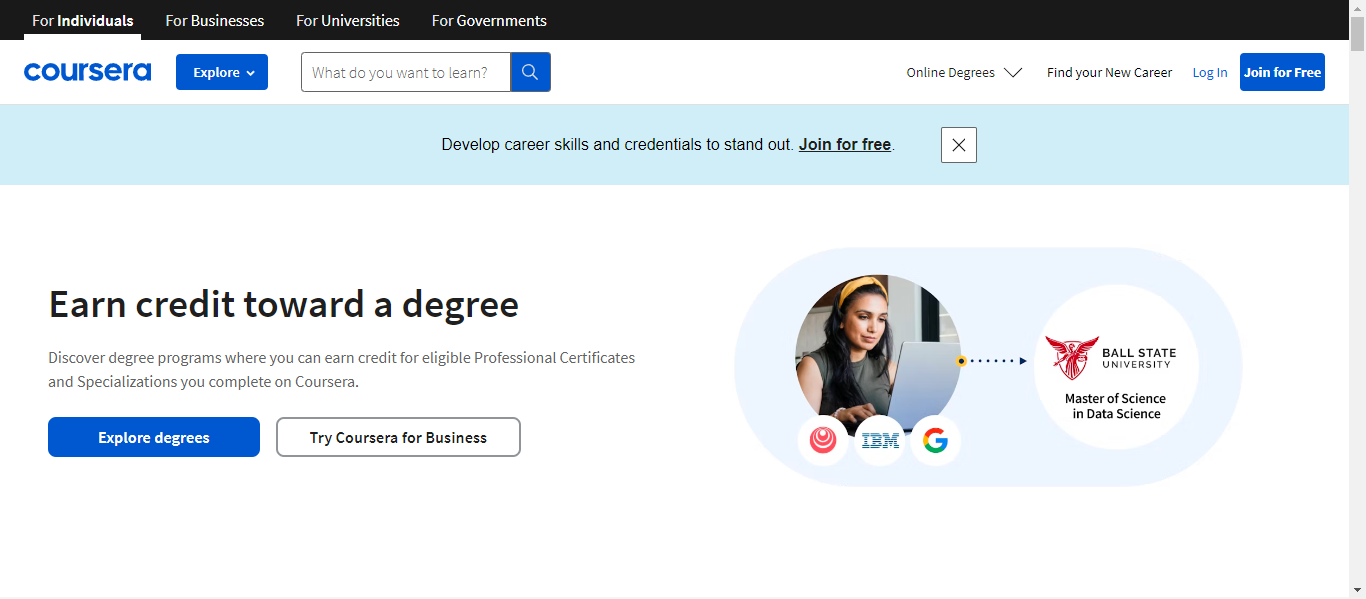 For Individuals For Businesses For Universities For Governments
coursera Explore What do you want to learn? Online Degrees Find your New Career Log In Join for Free
Develop career skills and credentials to stand out. Join for free.
Earn credit toward a degree
Discover degree programs where you can earn credit for eligible Professional Certificates
and Specializations you complete on Coursera.
Explore degrees Try Coursera for Business
IBM G
BALL STATE
UNIVERSITY
Master of Science
in Data Science